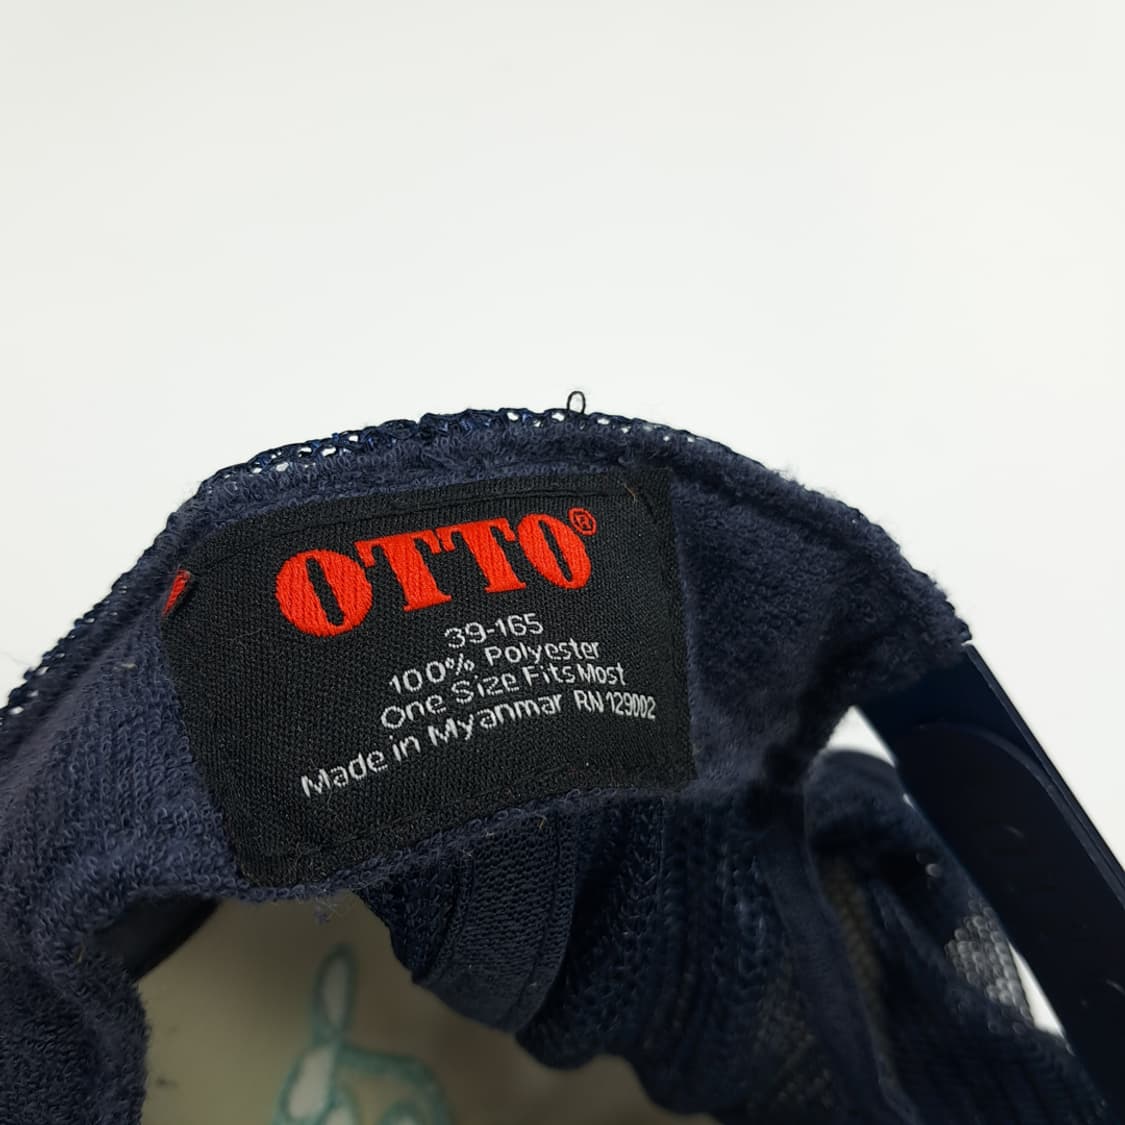 OTTO®
39-165
100% Polyester
One Size Fits Most
Made in Myanmar RN 129002